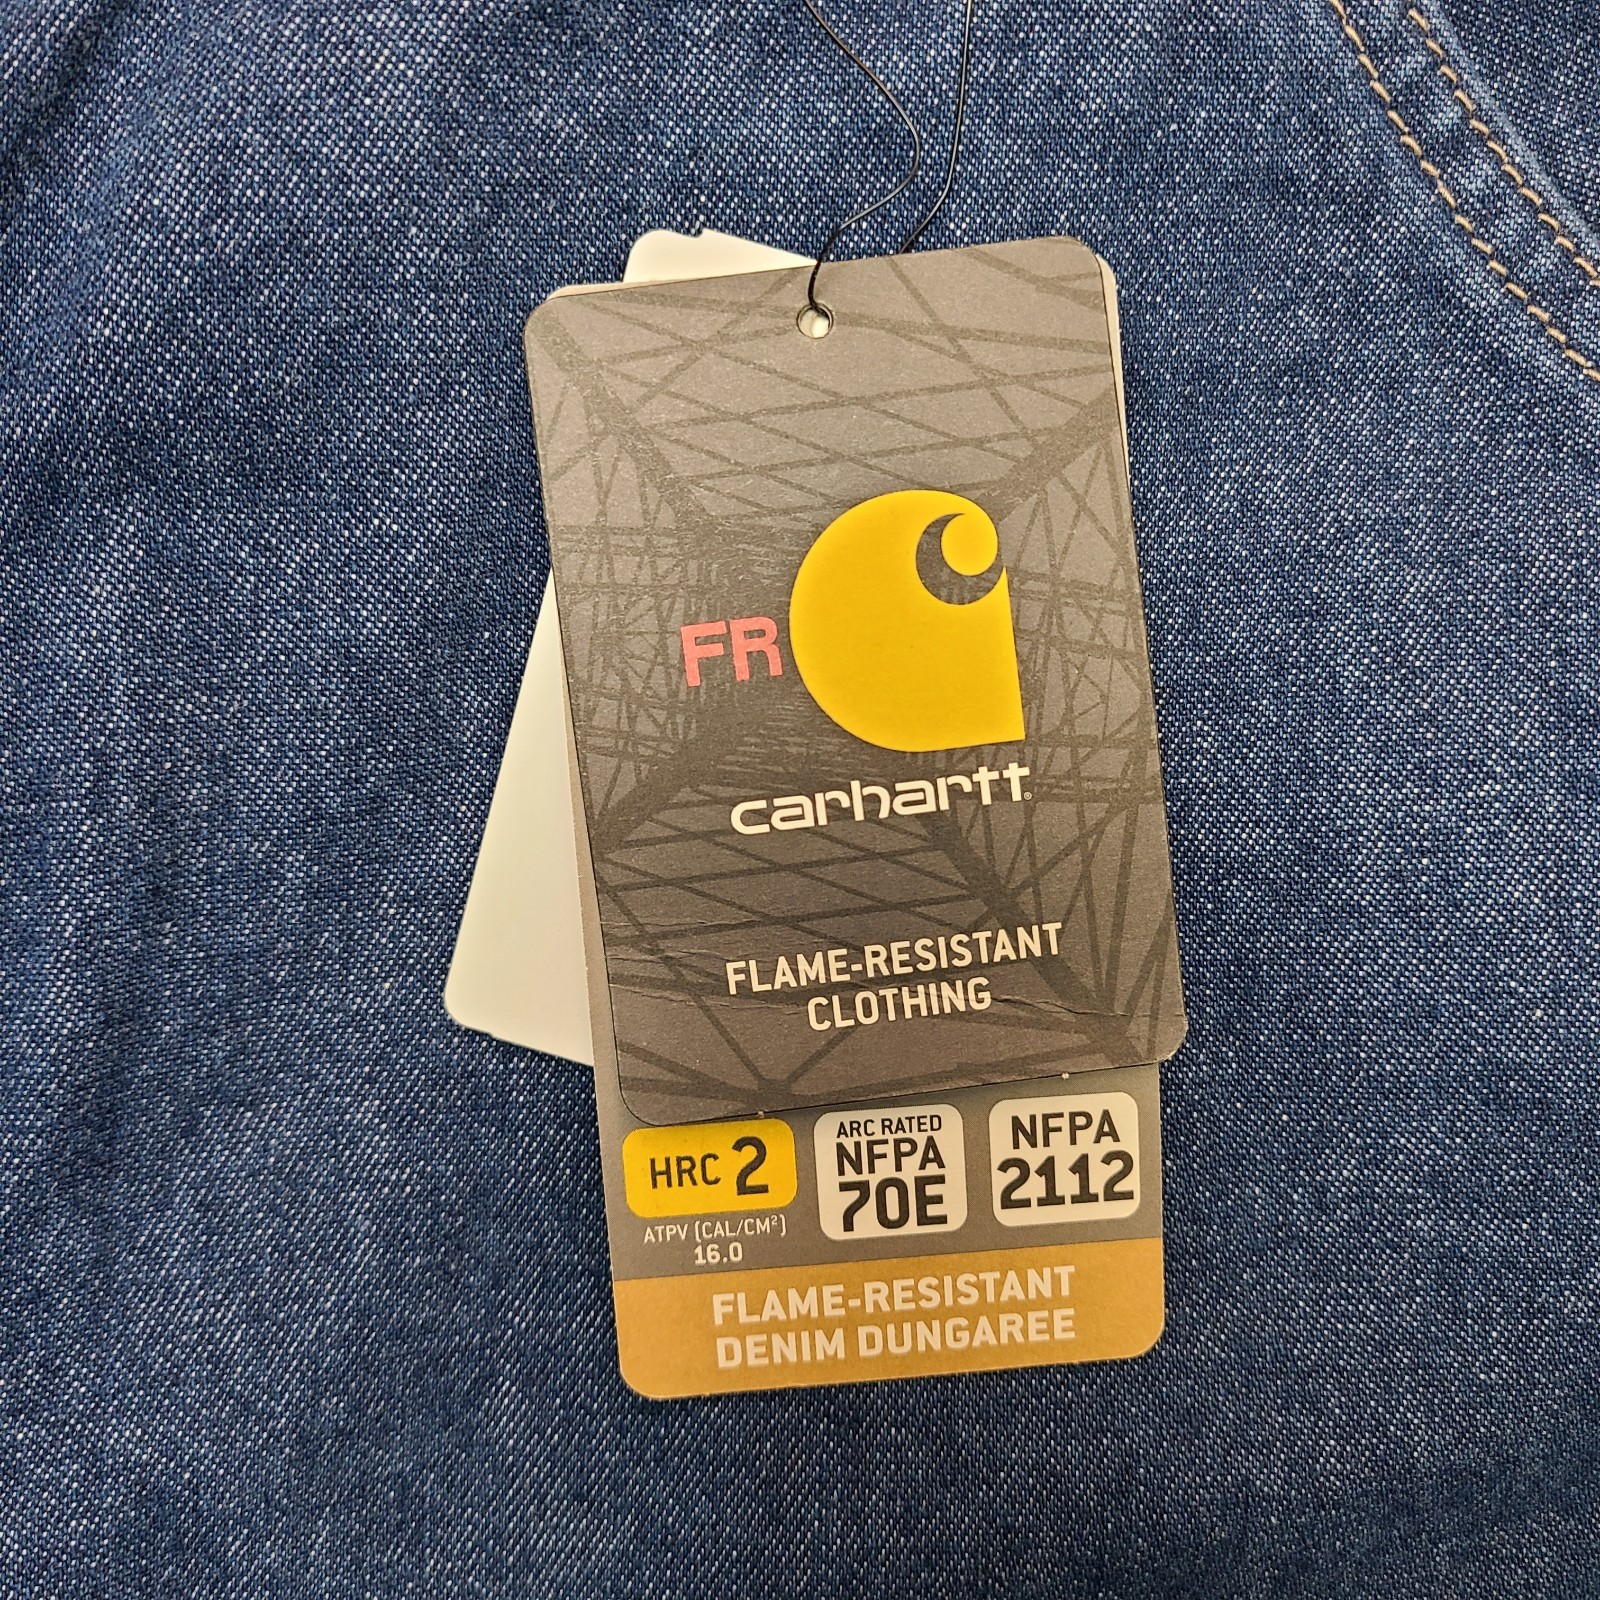 FR
carhartt®
FLAME-RESISTANT
CLOTHING
HRC 2
ATPV (CAL/CM²)
16.0
ARC RATED
NFPA
70E
NFPA
2112
FLAME-RESISTANT
DENIM DUNGAREE